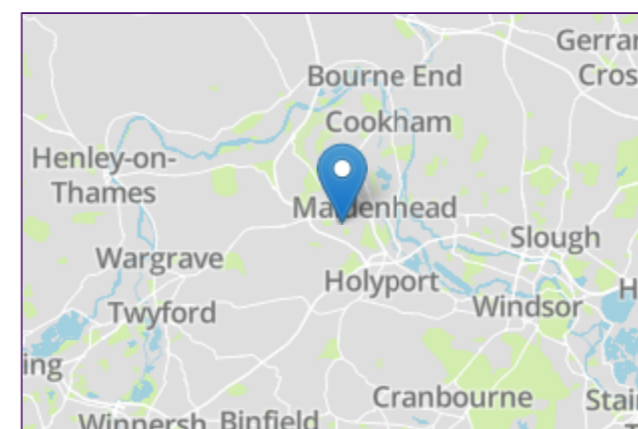 Gerrar
Cros
Bourne End
Cookham
Henley-on-
Thames
Maidenhead
Slough
Wargrave
Holyport
H
Windsor
Twyford
ing
Cranbourne
Stai
Winnersh
Binfield